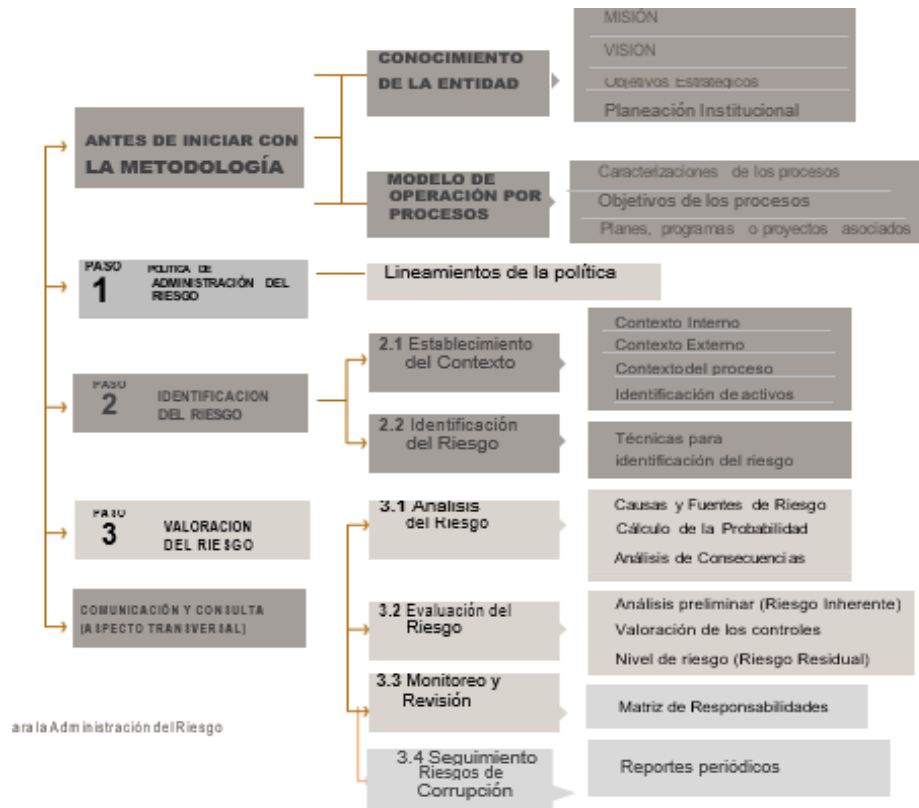 MISIÓN
CONOCIMIENTO
DE LA ENTIDAD
VISION
Objetivos Estratégicos
Planeación Institucional
ANTES DE INICIAR CON
LA METODOLOGÍA
MODELO DE
OPERACIÓN POR
PROCESOS
Caracterizaciones de los procesos
Objetivos de los procesos
Planes, programas o proyectos asociados
PASO
1
POLITICA DE
ADMINISTRACIÓN DEL
RIESGO
Lineamientos de la política
PASO
2
IDENTIFICACION
DEL RIESGO
2.1 Establecimiento
del Contexto
Contexto Interno
Contexto Externo
Contexto del proceso
Identificación de activos
2.2 Identificación
del Riesgo
Técnicas para
identificación del riesgo
PASO
3
VALORACION
DEL RIESGO
3.1 Análisis
del Riesgo
Causas y Fuentes de Riesgo
Cálculo de la Probabilidad
Análisis de Consecuencias
COMUNICACIÓN Y CONSULTA
(ASPECTO TRANSVERSAL)
3.2 Evaluación del
Riesgo
Análisis preliminar (Riesgo Inherente)
Valoración de los controles
Nivel de riesgo (Riesgo Residual)
3.3 Monitoreo y
Revisión
Matriz de Responsabilidades
ara la Administración del Riesgo
3.4 Seguimiento
Riesgos de
Corrupción
Reportes periódicos